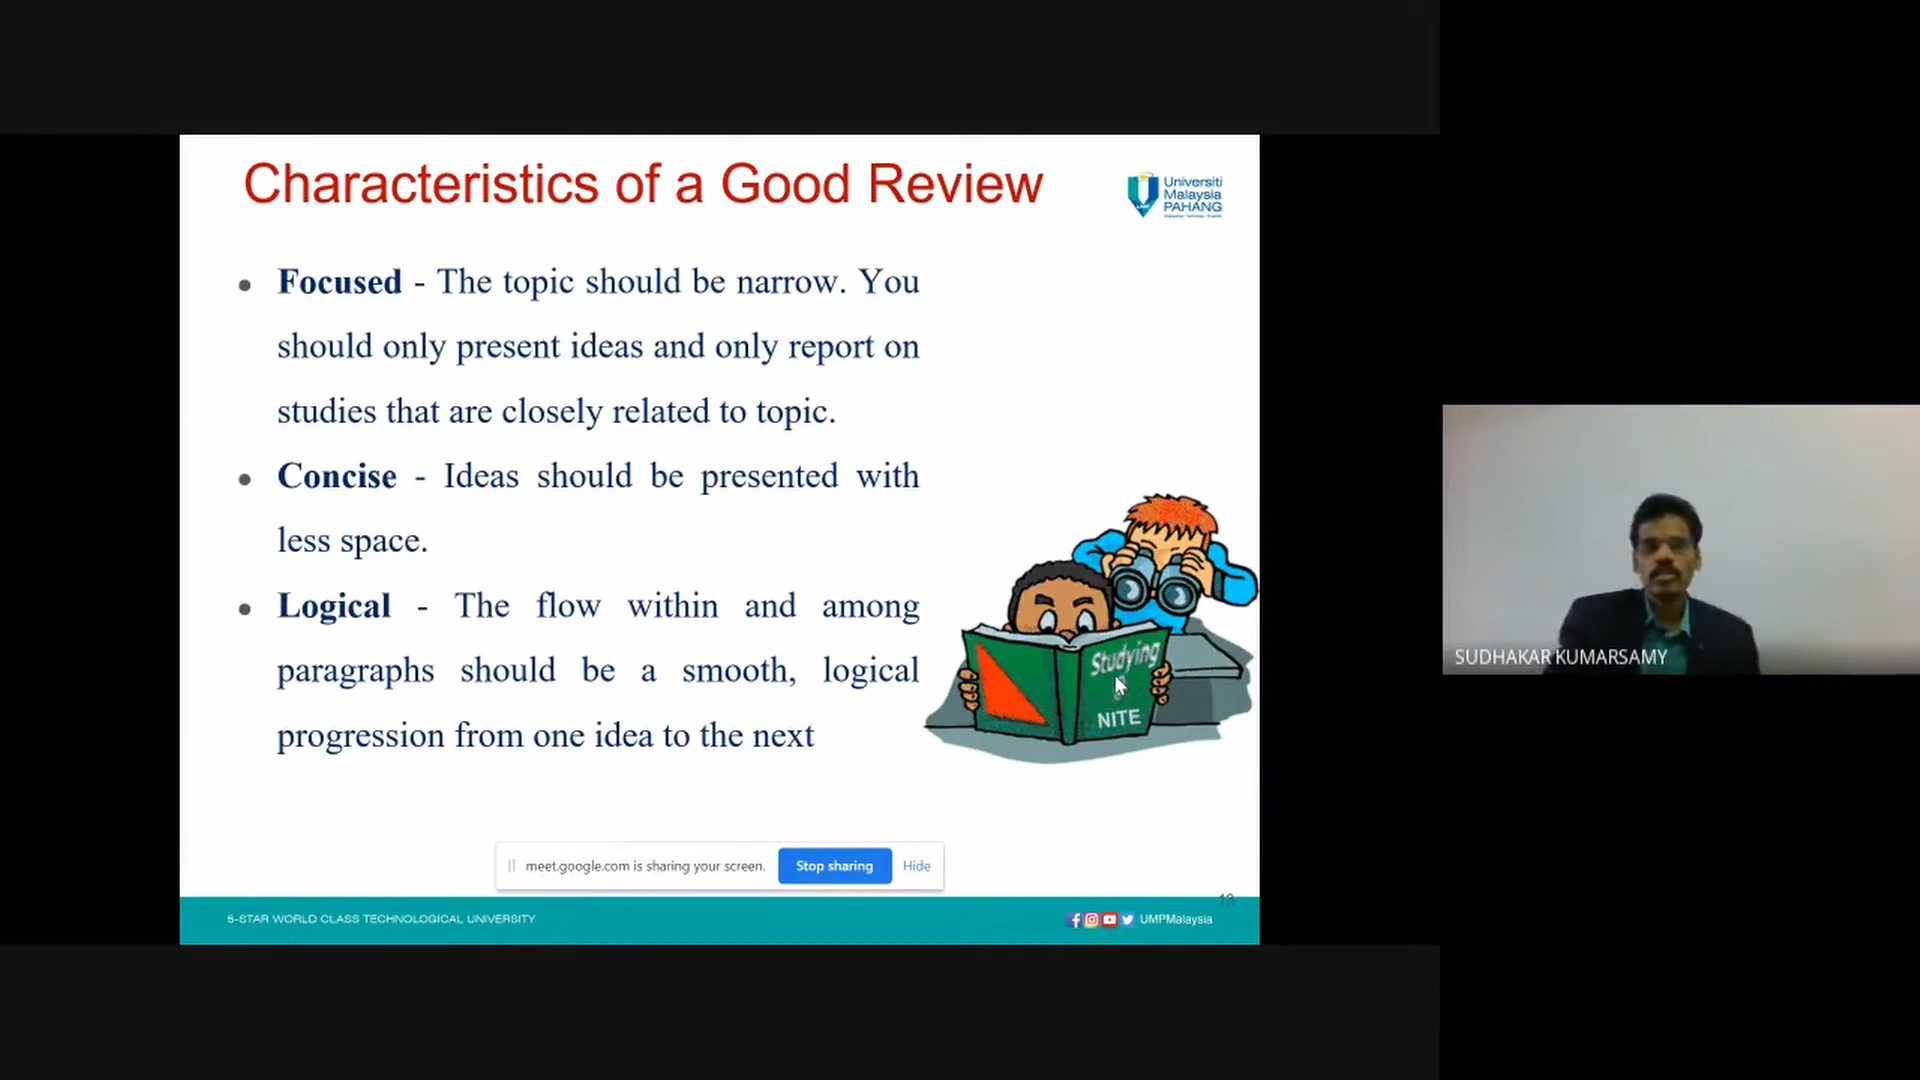 Characteristics of a Good Review
Universiti
Malaysia
PAHANG
• Focused - The topic should be narrow. You
should only present ideas and only report on
studies that are closely related to topic.
• Concise - Ideas should be presented with
less space.
• Logical - The flow within and among
paragraphs should be a smooth, logical
progression from one idea to the next
Studying
NITE
SUDHAKAR KUMARSAMY
meet.google.com is sharing your screen.
Stop sharing
Hide
13
5-STAR WORLD CLASS TECHNOLOGICAL UNIVERSITY
UMPMalaysia